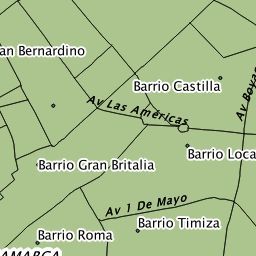 an Bernardino
Barrio Castilla
Av Las Américas
Av Boya
Barrio Loca
Barrio Gran Britalia
Av 1 De Mayo
Barrio Timiza
Barrio Roma
AMARCA